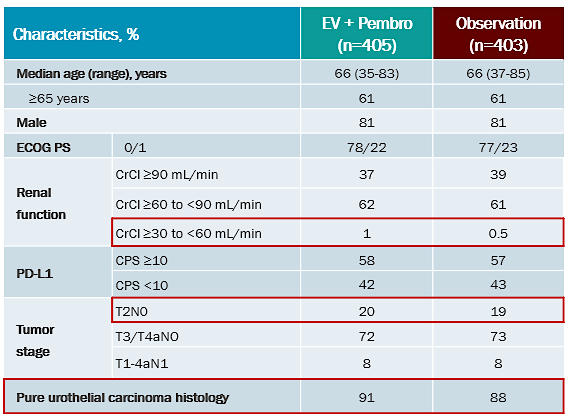 Characteristics, % EV + Pembro (n=405) Observation (n=403)
Median age (range), years 66 (35-83) 66 (37-85)
≥65 years 61 61
Male 81 81
ECOG PS 0/1 78/22 77/23
Renal function CrCl ≥90 mL/min 37 39
CrCl ≥60 to <90 mL/min 62 61
CrCl ≥30 to <60 mL/min 1 0.5
PD-L1 CPS ≥10 58 57
CPS <10 42 43
Tumor stage T2N0 20 19
T3/T4aN0 72 73
T1-4aN1 8 8
Pure urothelial carcinoma histology 91 88